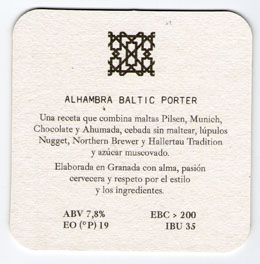 ALHAMBRA BALTIC PORTER
Una receta que combina maltas Pilsen, Munich,
Chocolate y Ahumada, cebada sin maltear, lúpulos
Nugget, Northern Brewer y Hallertau Tradition
y azúcar muscovado.
Elaborada en Granada con alma, pasión
cervecera y respeto por el estilo
y los ingredientes.
ABV 7,8% EBC > 200
EO (°P) 19 IBU 35